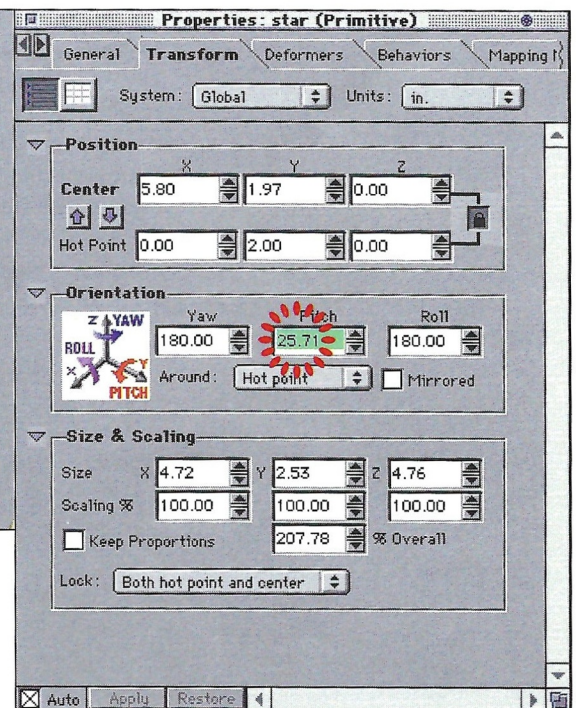 Properties: star (Primitive)
General Transform Deformers Behaviors Mapping
System: Global Units: in.
Position
X Y Z
Center 5.80 1.97 0.00
Hot Point 0.00 2.00 0.00
Orientation
Z YAW ROLL X Y PITCH
Yaw Pitch Roll
180.00 25.71 180.00
Around: Hot point Mirrored
Size & Scaling
Size X 4.72 Y 2.53 Z 4.76
Scaling % 100.00 100.00 100.00
Keep Proportions 207.78 % Overall
Lock: Both hot point and center
Auto Apply Restore